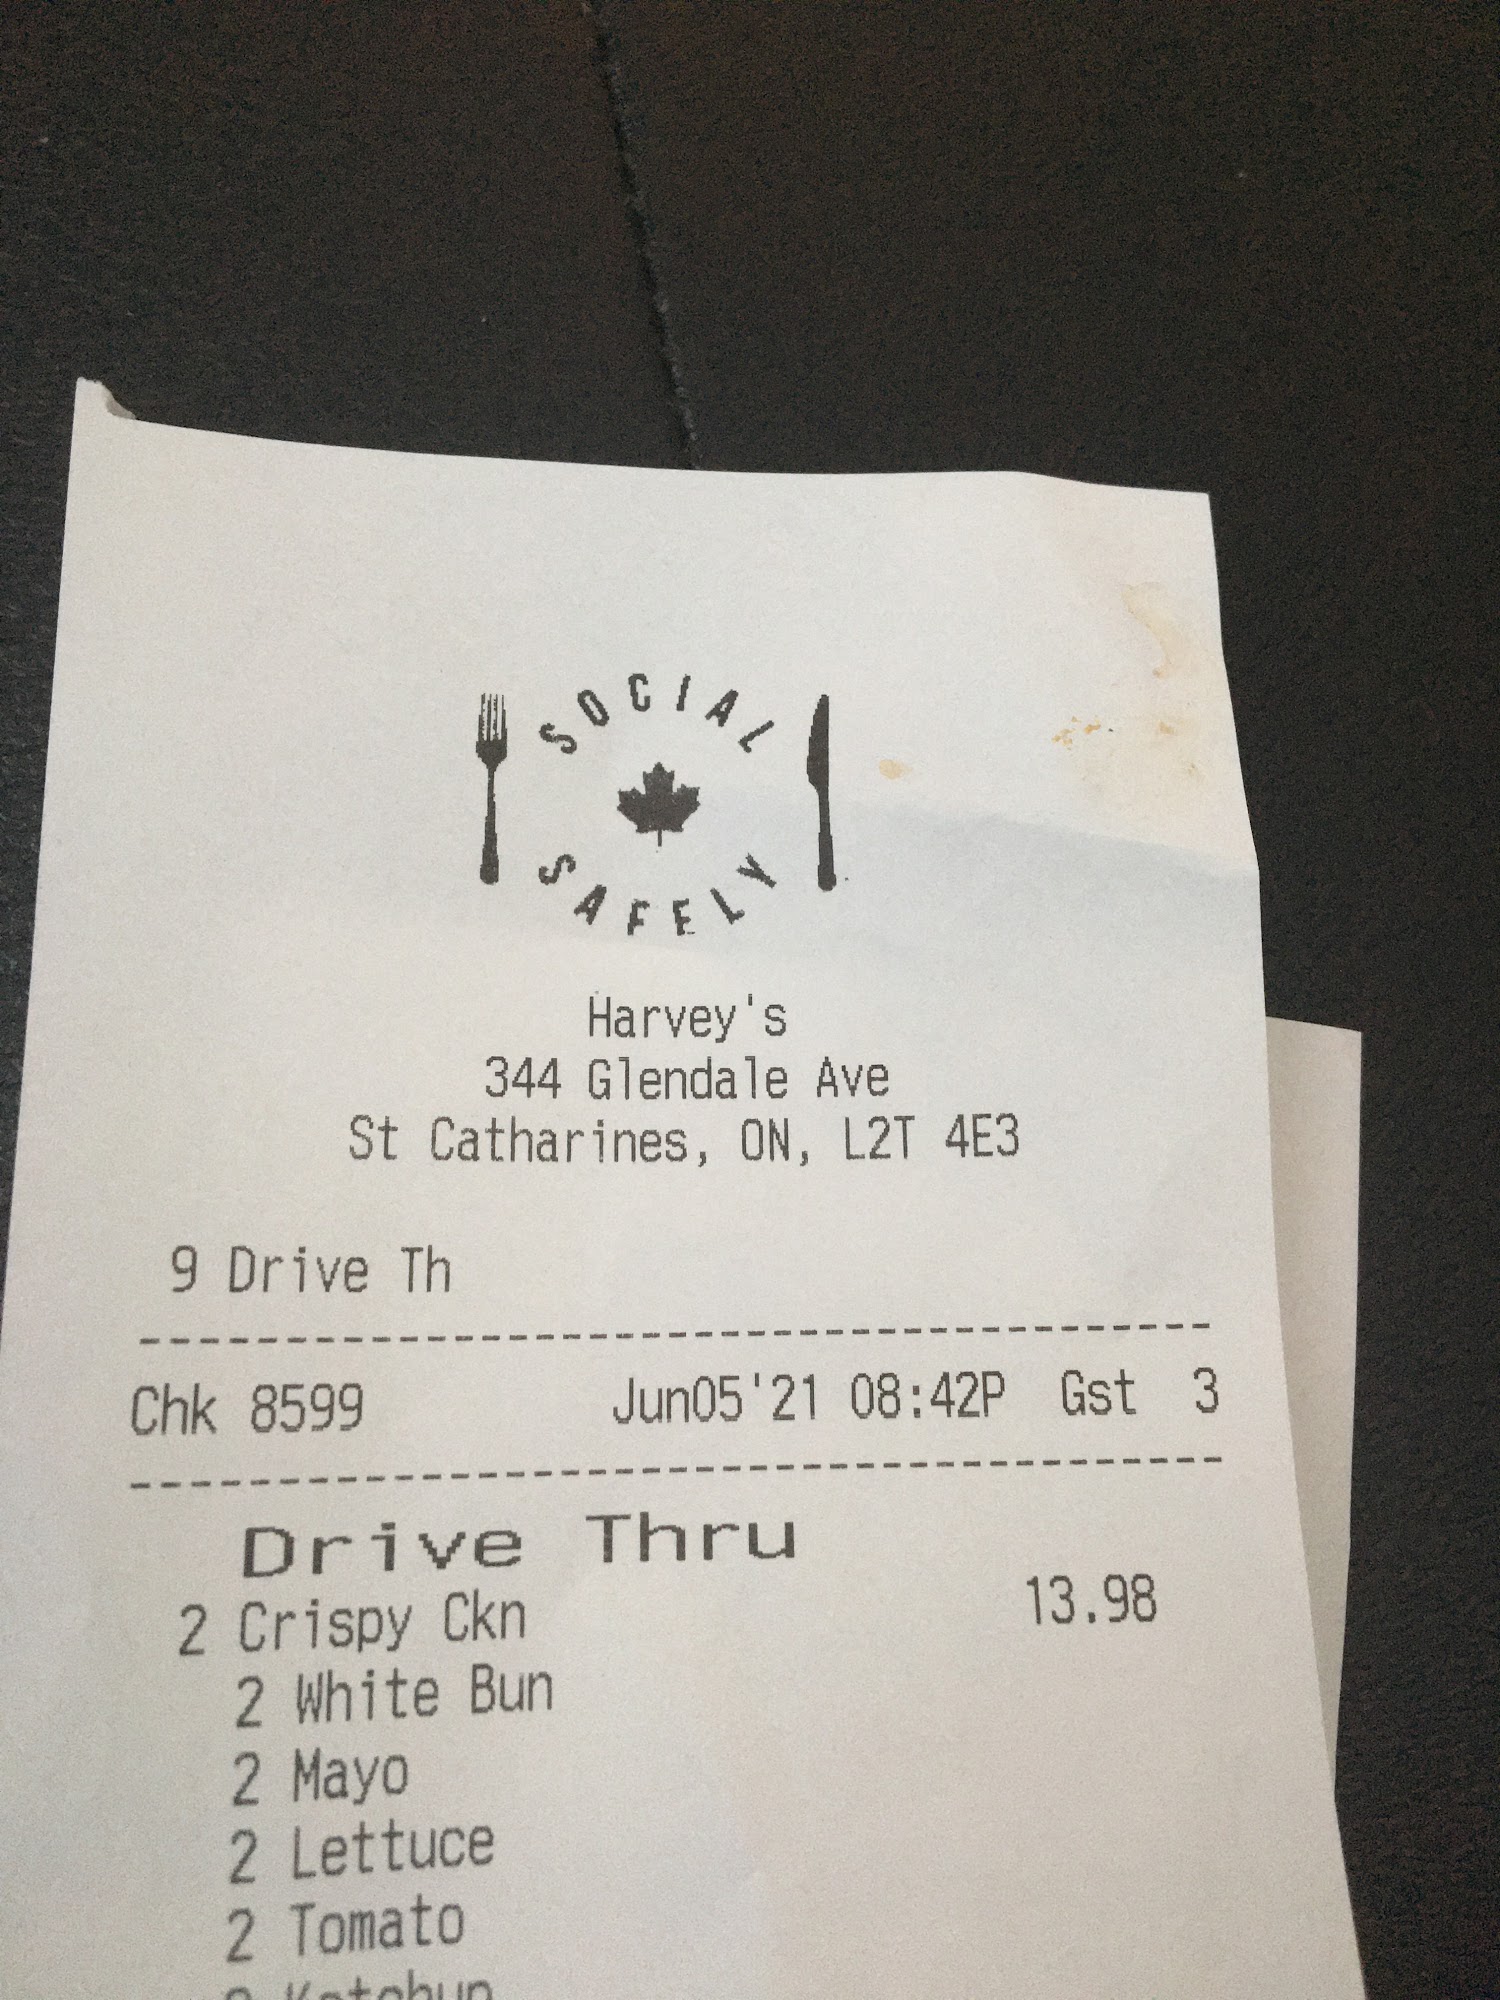 SOCIAL
SAFELY
Harvey's
344 Glendale Ave
St Catharines, ON, L2T 4E3
9 Drive Th
Chk 8599 Jun05'21 08:42P Gst 3
Drive Thru
2 Crispy Ckn 13.98
2 White Bun
2 Mayo
2 Lettuce
2 Tomato
Ketchup